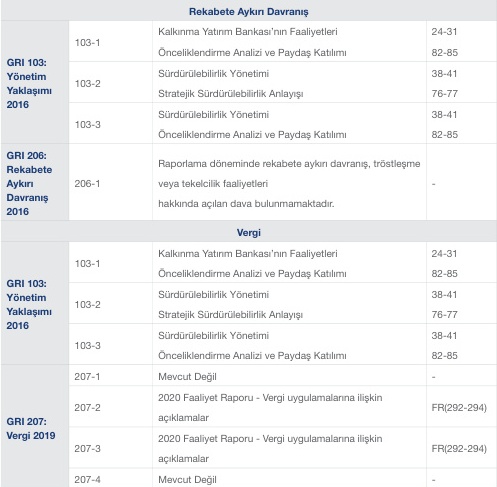 Rekabete Aykırı Davranış
GRI 103:
Yönetim
Yaklaşımı
2016
103-1
Kalkınma Yatırım Bankası’nın Faaliyetleri
24-31
Önceliklendirme Analizi ve Paydaş Katılımı
82-85
103-2
Sürdürülebilirlik Yönetimi
38-41
Stratejik Sürdürülebilirlik Anlayışı
76-77
103-3
Sürdürülebilirlik Yönetimi
38-41
Önceliklendirme Analizi ve Paydaş Katılımı
82-85
GRI 206:
Rekabete
Aykırı
Davranış
2016
206-1
Raporlama döneminde rekabete aykırı davranış, tröstleşme
veya tekelcilik faaliyetleri
hakkında açılan dava bulunmamaktadır.
-
Vergi
GRI 103:
Yönetim
Yaklaşımı
2016
103-1
Kalkınma Yatırım Bankası’nın Faaliyetleri
24-31
Önceliklendirme Analizi ve Paydaş Katılımı
82-85
103-2
Sürdürülebilirlik Yönetimi
38-41
Stratejik Sürdürülebilirlik Anlayışı
76-77
103-3
Sürdürülebilirlik Yönetimi
38-41
Önceliklendirme Analizi ve Paydaş Katılımı
82-85
GRI 207:
Vergi 2019
207-1
Mevcut Değil
-
207-2
2020 Faaliyet Raporu - Vergi uygulamalarına ilişkin
açıklamalar
FR(292-294)
207-3
2020 Faaliyet Raporu - Vergi uygulamalarına ilişkin
açıklamalar
FR(292-294)
207-4
Mevcut Değil
-